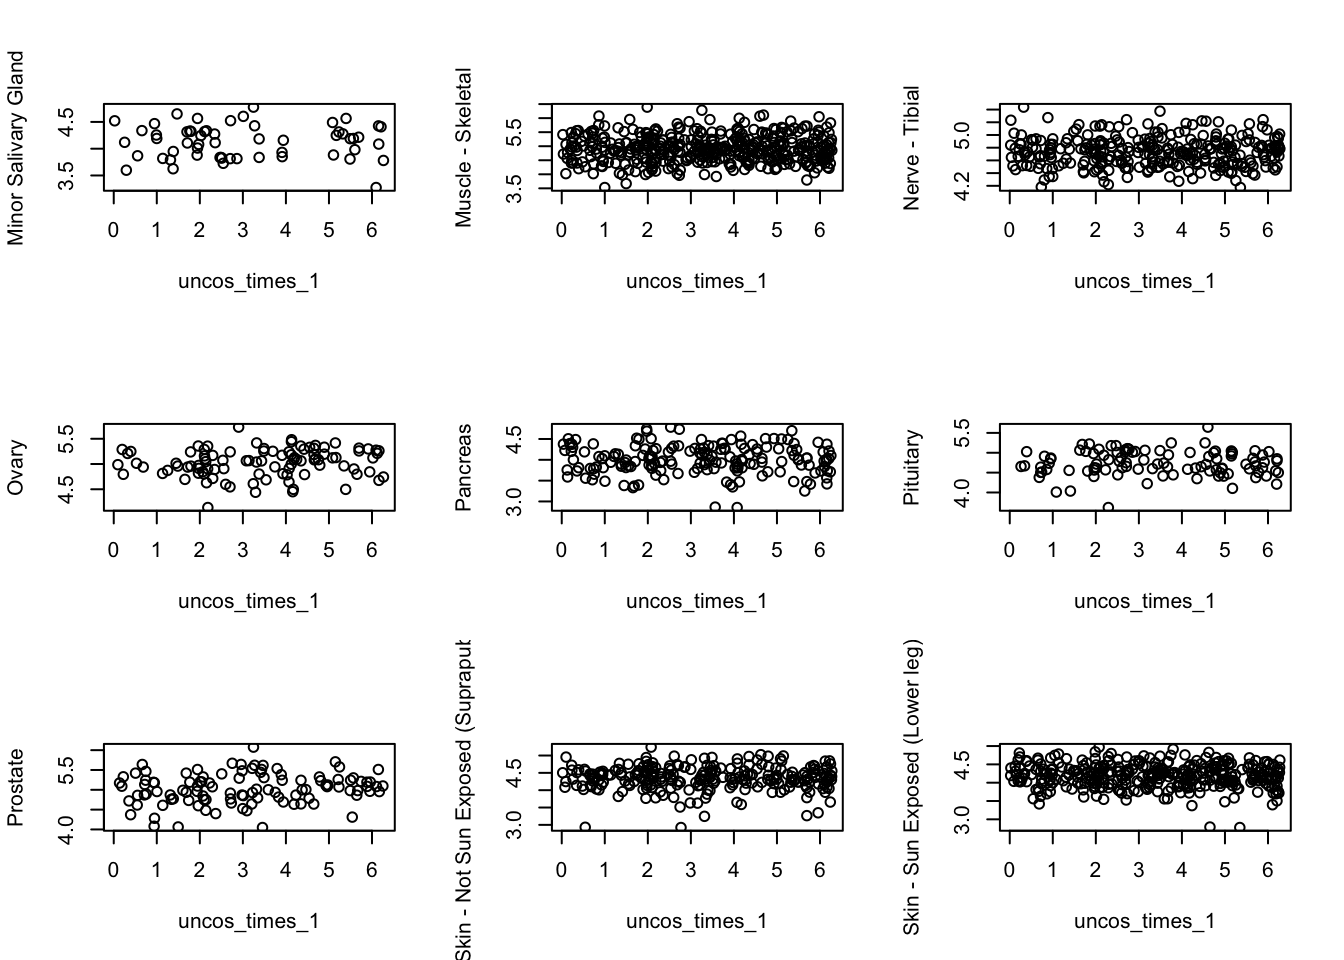 Minor Salivary Gland
3.5 4.5
0 1 2 3 4 5 6
uncos_times_1
Muscle - Skeletal
3.5 5.5
0 1 2 3 4 5 6
uncos_times_1
Nerve - Tibial
4.2 5.0
0 1 2 3 4 5 6
uncos_times_1
Ovary
4.5 5.5
0 1 2 3 4 5 6
uncos_times_1
Pancreas
3.0 4.5
0 1 2 3 4 5 6
uncos_times_1
Pituitary
4.0 5.5
0 1 2 3 4 5 6
uncos_times_1
Prostate
4.0 5.5
0 1 2 3 4 5 6
uncos_times_1
Skin - Not Sun Exposed (Suprapub
3.0 4.5
0 1 2 3 4 5 6
uncos_times_1
Skin - Sun Exposed (Lower leg)
3.0 4.5
0 1 2 3 4 5 6
uncos_times_1